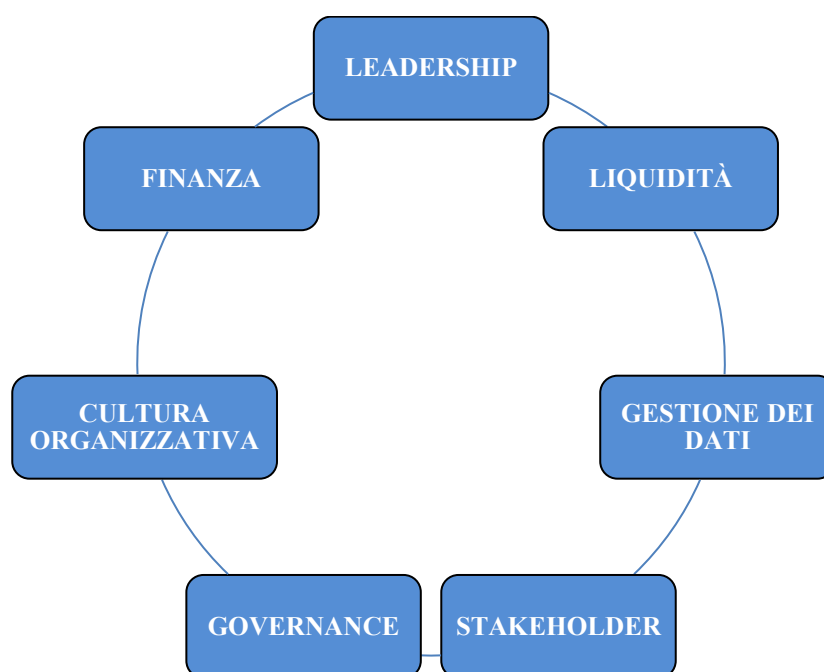 LEADERSHIP
FINANZA
LIQUIDITÀ
CULTURA
ORGANIZZATIVA
GESTIONE DEI
DATI
GOVERNANCE
STAKEHOLDER